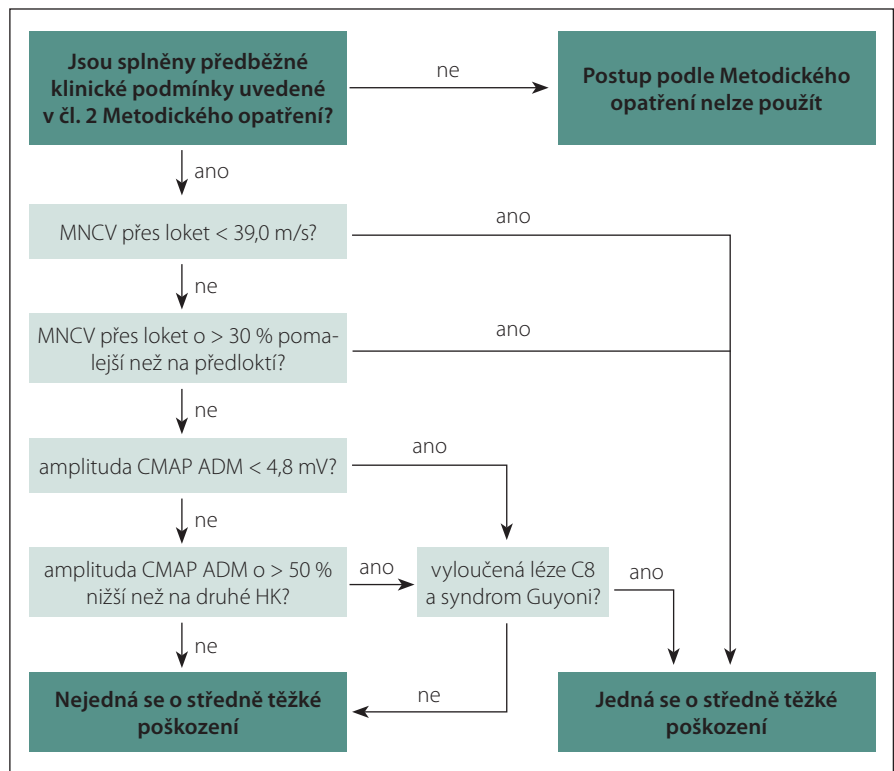 Jsou splněny předběžné
klinické podmínky uvedené
v čl. 2 Metodického opatření?
ne
Postup podle Metodického
opatření nelze použít
ano
MNCV přes loket < 39,0 m/s?
ano
ne
MNCV přes loket o > 30 % poma-
lejší než na předloktí?
ano
ne
amplituda CMAP ADM < 4,8 mV?
ano
ne
amplituda CMAP ADM o > 50 %
nižší než na druhé HK?
ano
vyloučená léze C8
a syndrom Guyoni?
ano
ne
ne
Nejedná se o středně těžké
poškození
Jedná se o středně těžké
poškození